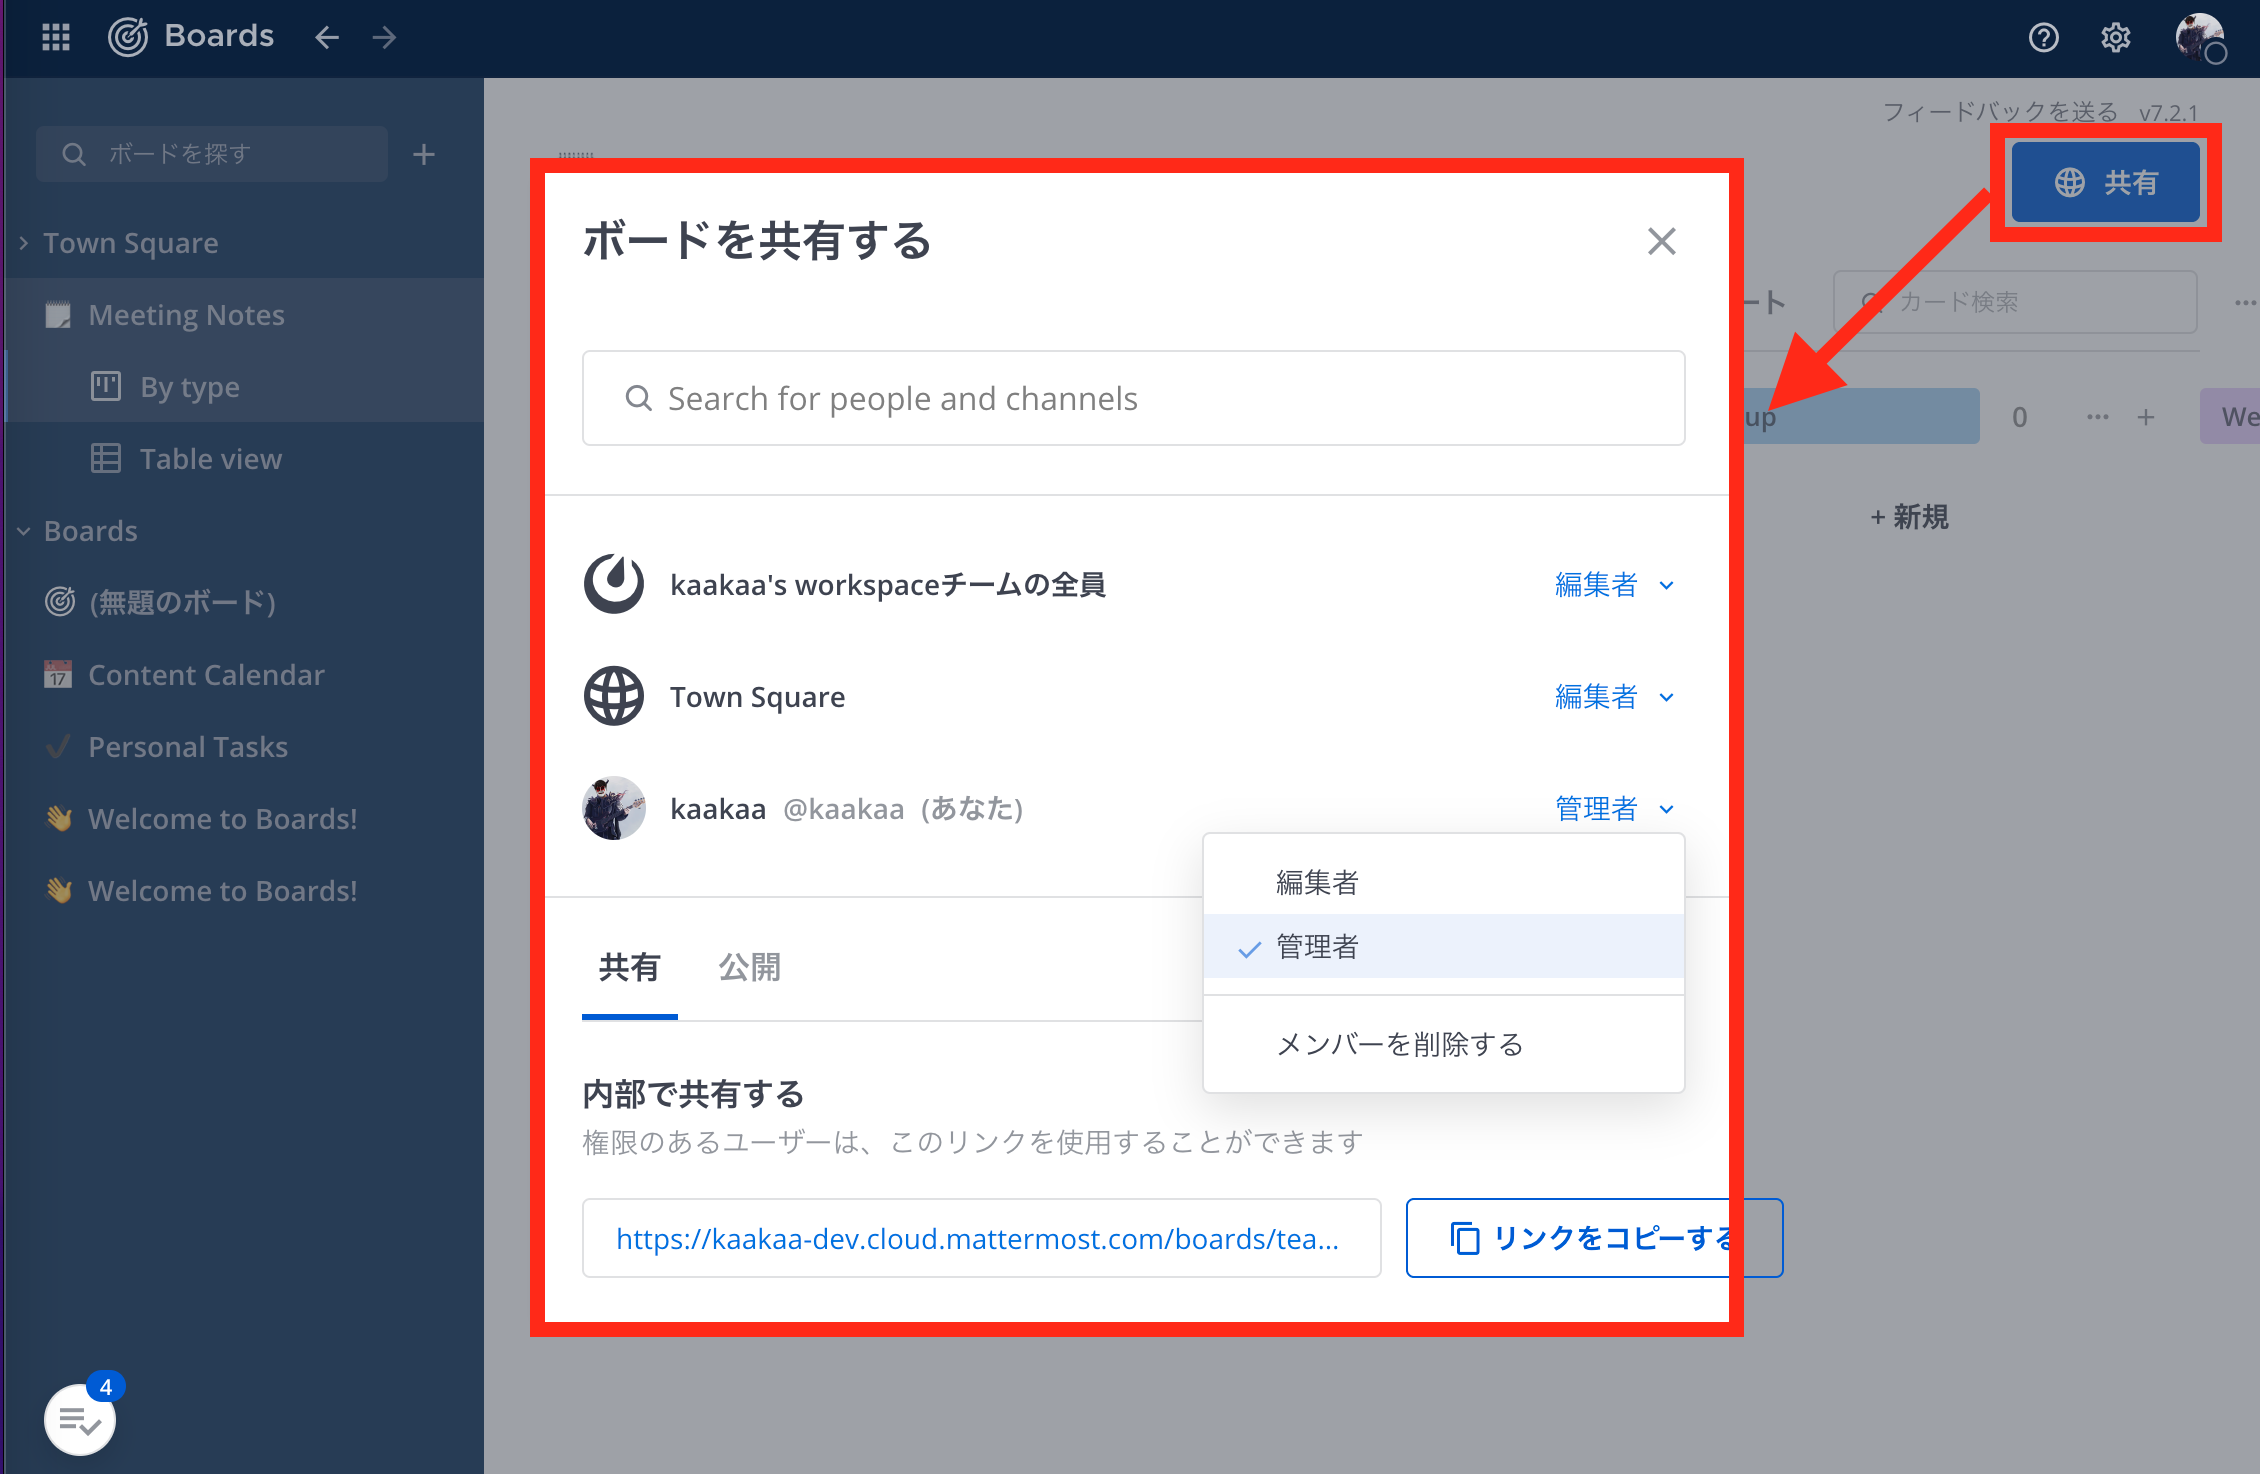 Boards
フィードバックを送る v7.2.1
ボードを探す
共有
Town Square
Meeting Notes
By type
Table view
Boards
(無題のボード)
17 Content Calendar
Personal Tasks
Welcome to Boards!
Welcome to Boards!
4
ボードを共有する
Search for people and channels
kaakaa's workspaceチームの全員 編集者
Town Square 編集者
kaakaa @kaakaa (あなた) 管理者
編集者
管理者
メンバーを削除する
共有 公開
内部で共有する
権限のあるユーザーは、このリンクを使用することができます
https://kaakaa-dev.cloud.mattermost.com/boards/tea... リンクをコピーする
ート カード検索
up 0 ... + We
+ 新規